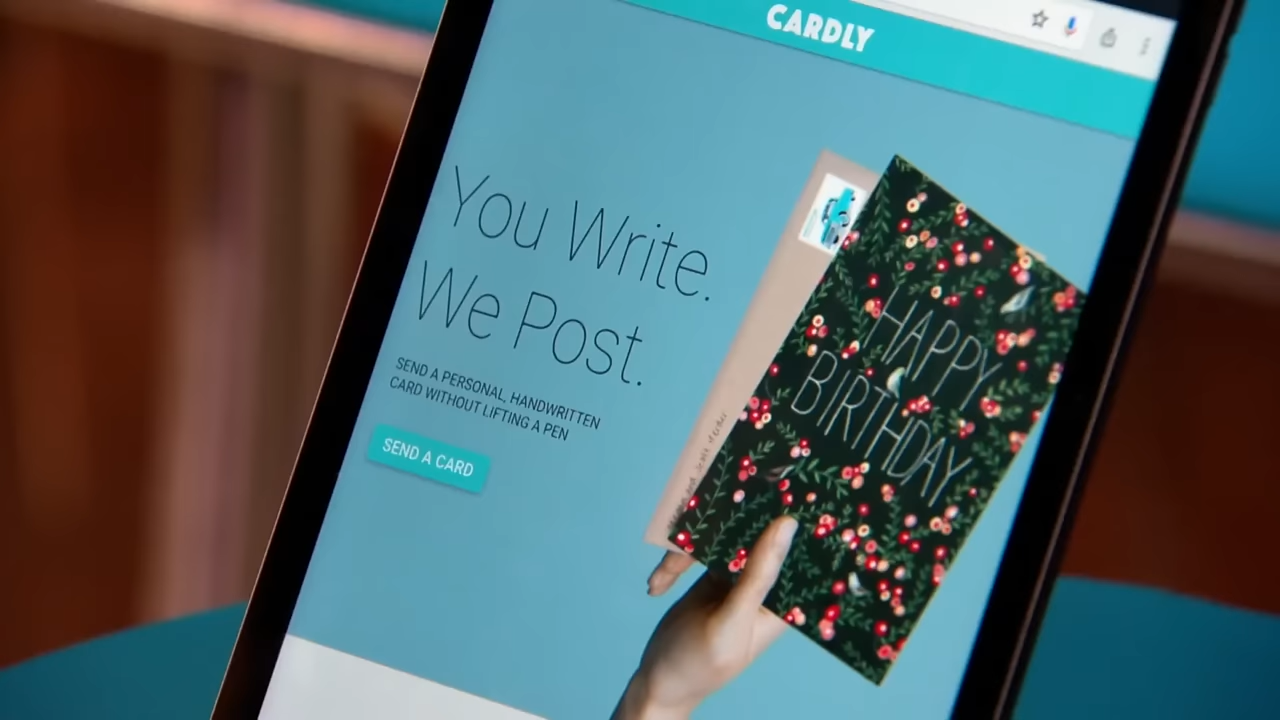 CARDLY
You Write.
We Post.
SEND A PERSONAL, HANDWRITTEN
CARD WITHOUT LIFTING A PEN
SEND A CARD
HAPPY
BIRTHDAY